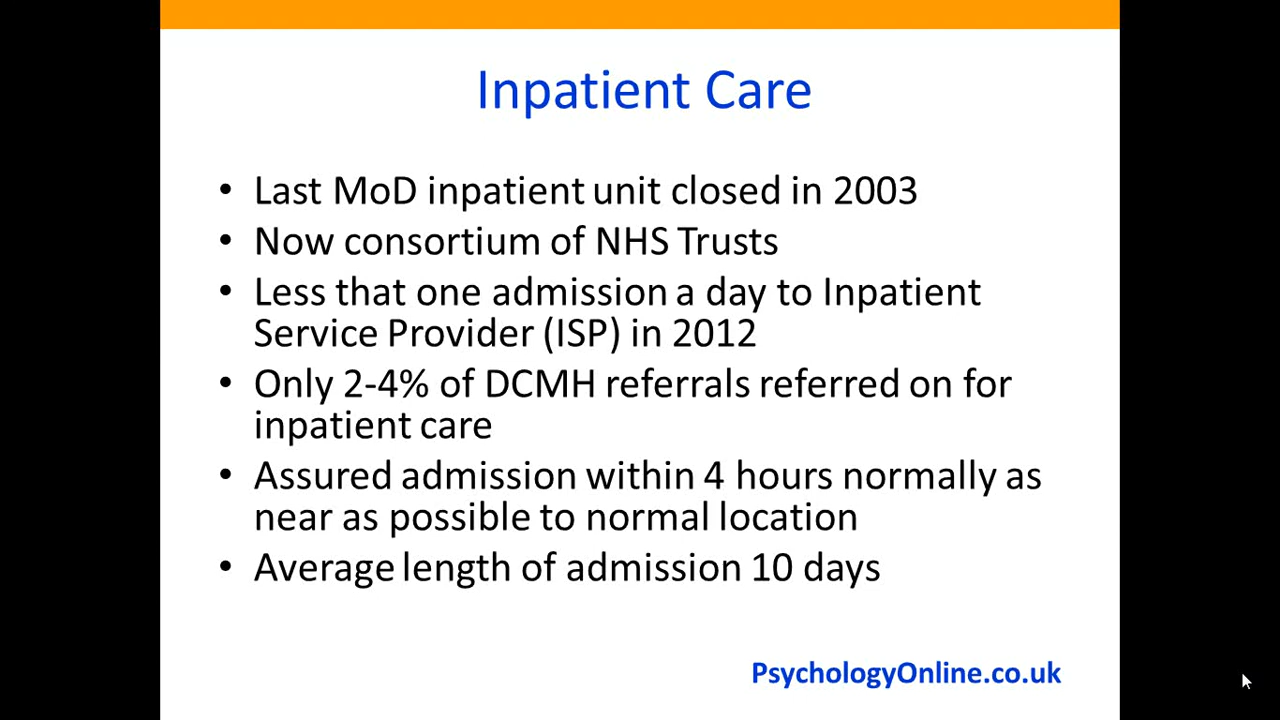 Inpatient Care
• Last MoD inpatient unit closed in 2003
• Now consortium of NHS Trusts
• Less that one admission a day to Inpatient
Service Provider (ISP) in 2012
• Only 2-4% of DCMH referrals referred on for
inpatient care
• Assured admission within 4 hours normally as
near as possible to normal location
• Average length of admission 10 days
PsychologyOnline.co.uk